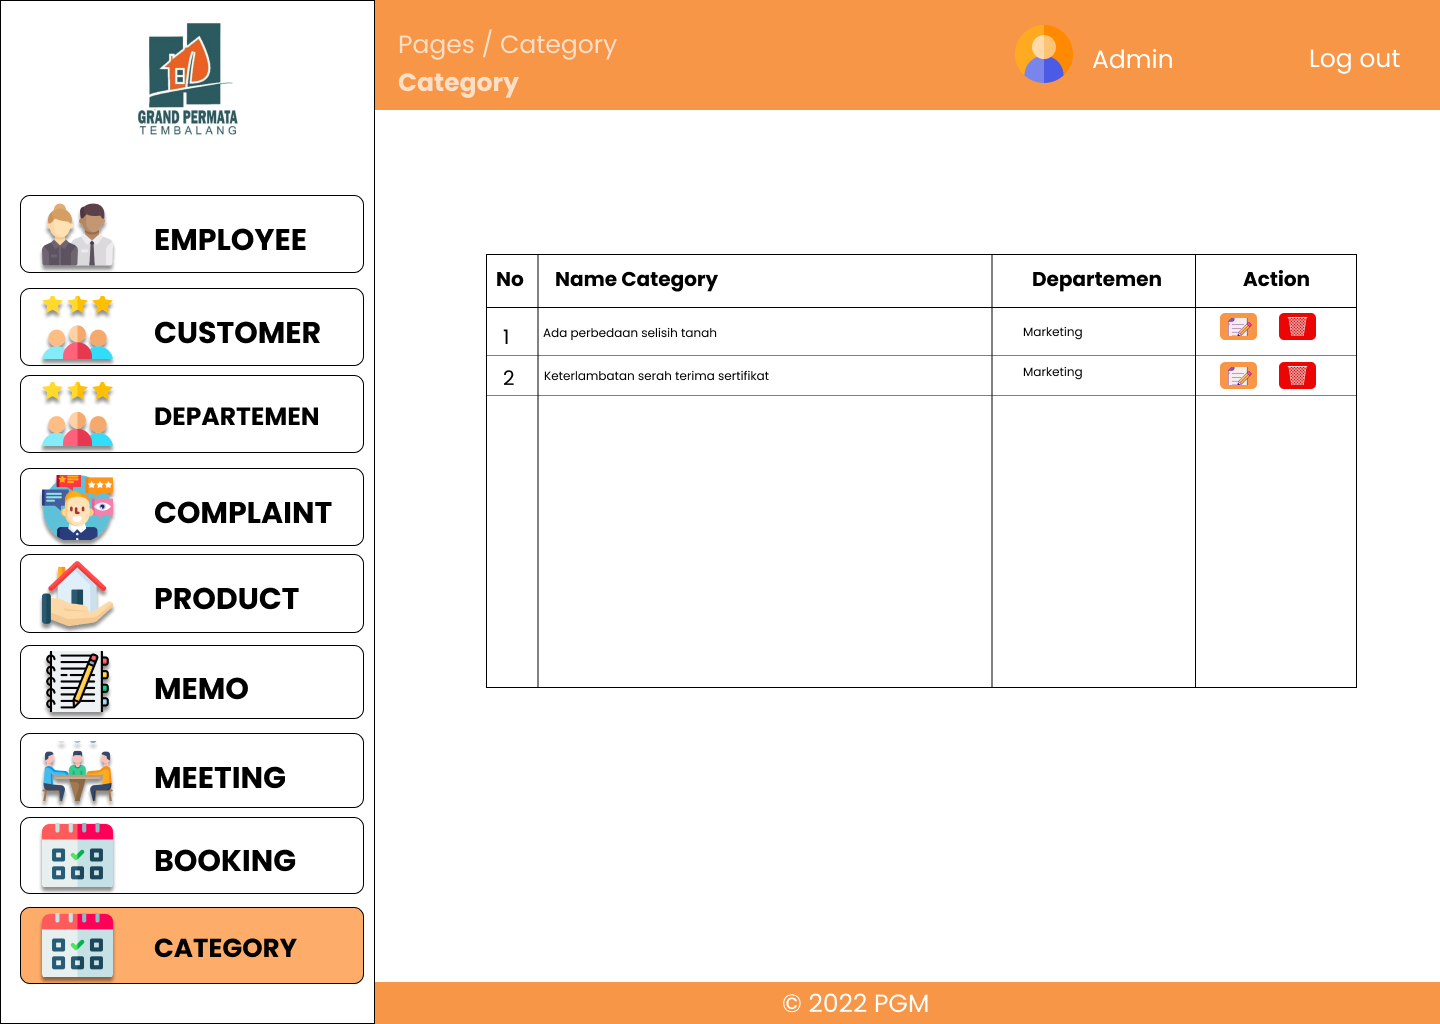 GRAND PERMATA
TEMBALANG
Pages / Category
Category
Admin
Log out
EMPLOYEE
CUSTOMER
DEPARTEMEN
COMPLAINT
PRODUCT
MEMO
MEETING
BOOKING
CATEGORY
No Name Category Departemen Action
1 Ada perbedaan selisih tanah Marketing
2 Keterlambatan serah terima sertifikat Marketing
© 2022 PGM